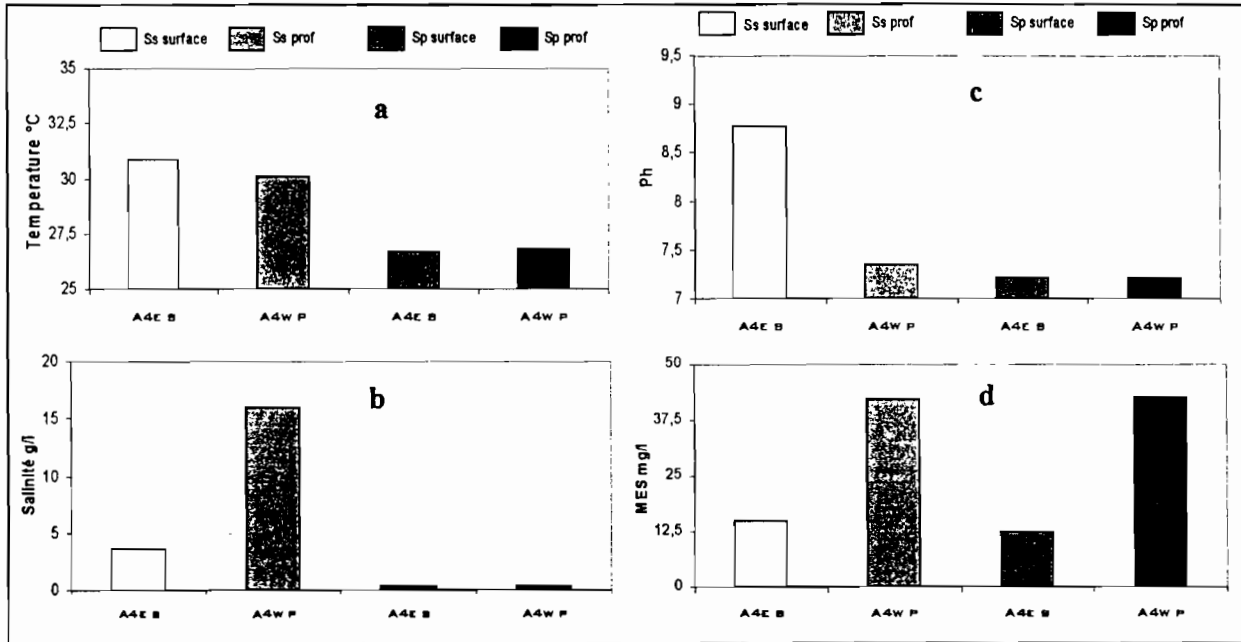 Ss surface Ss prof Sp surface Sp prof
35
32,5
30
27,5
25
Temperature °C
a
A4E S A4W P A4E S A4W P
Ss surface Ss prof Sp surface Sp prof
9,5
9
8,5
8
7,5
7
Ph
c
A4E S A4W P A4E S A4W P
20
15
10
5
0
Salinité g/l
b
A4E S A4W P A4E S A4W P
50
37,5
25
12,5
0
MES mg/l
d
A4E S A4W P A4E S A4W P